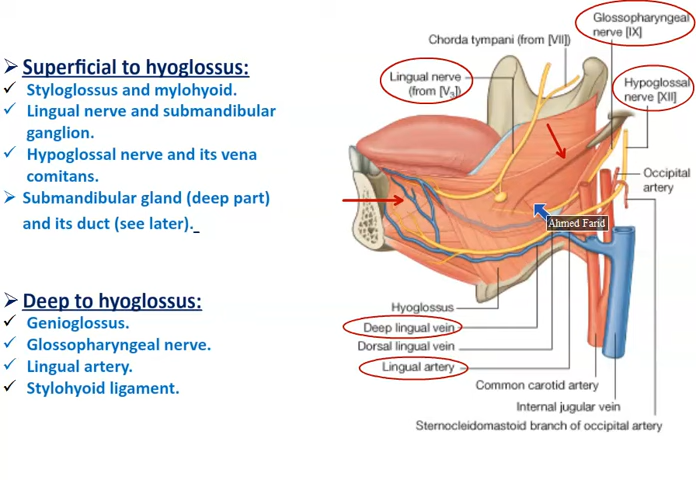 Superficial to hyoglossus:
Styloglossus and mylohyoid.
Lingual nerve and submandibular
ganglion.
Hypoglossal nerve and its vena
comitans.
Submandibular gland (deep part)
and its duct (see later).
Deep to hyoglossus:
Genioglossus.
Glossopharyngeal nerve.
Lingual artery.
Stylohyoid ligament.
Glossopharyngeal
nerve [IX]
Chorda tympani (from [VII])
Lingual nerve
(from [V3])
Hypoglossal
nerve [XII]
Occipital
artery
Ahmed Farid
Hyoglossus
Deep lingual vein
Dorsal lingual vein
Lingual artery
Common carotid artery
Internal jugular vein
Sternocleidomastoid branch of occipital artery